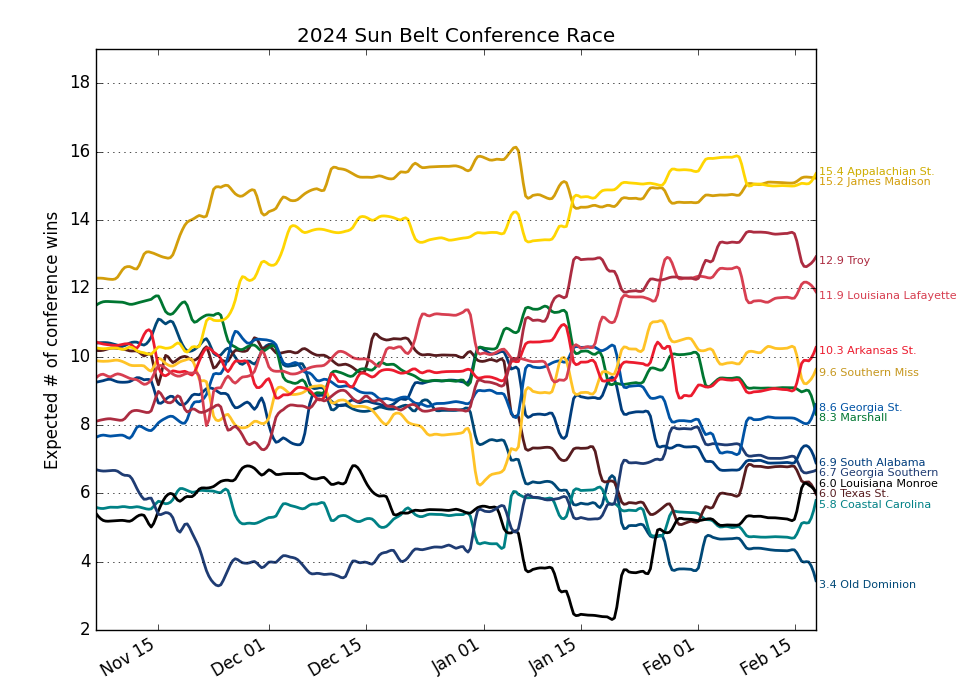 2024 Sun Belt Conference Race
Expected # of conference wins
18
16
14
12
10
8
6
4
2
Nov 15
Dec 01
Dec 15
Jan 01
Jan 15
Feb 01
Feb 15
15.4 Appalachian St.
15.2 James Madison
12.9 Troy
11.9 Louisiana Lafayette
10.3 Arkansas St.
9.6 Southern Miss
8.6 Georgia St.
8.3 Marshall
6.9 South Alabama
6.7 Georgia Southern
6.0 Louisiana Monroe
6.0 Texas St.
5.8 Coastal Carolina
3.4 Old Dominion